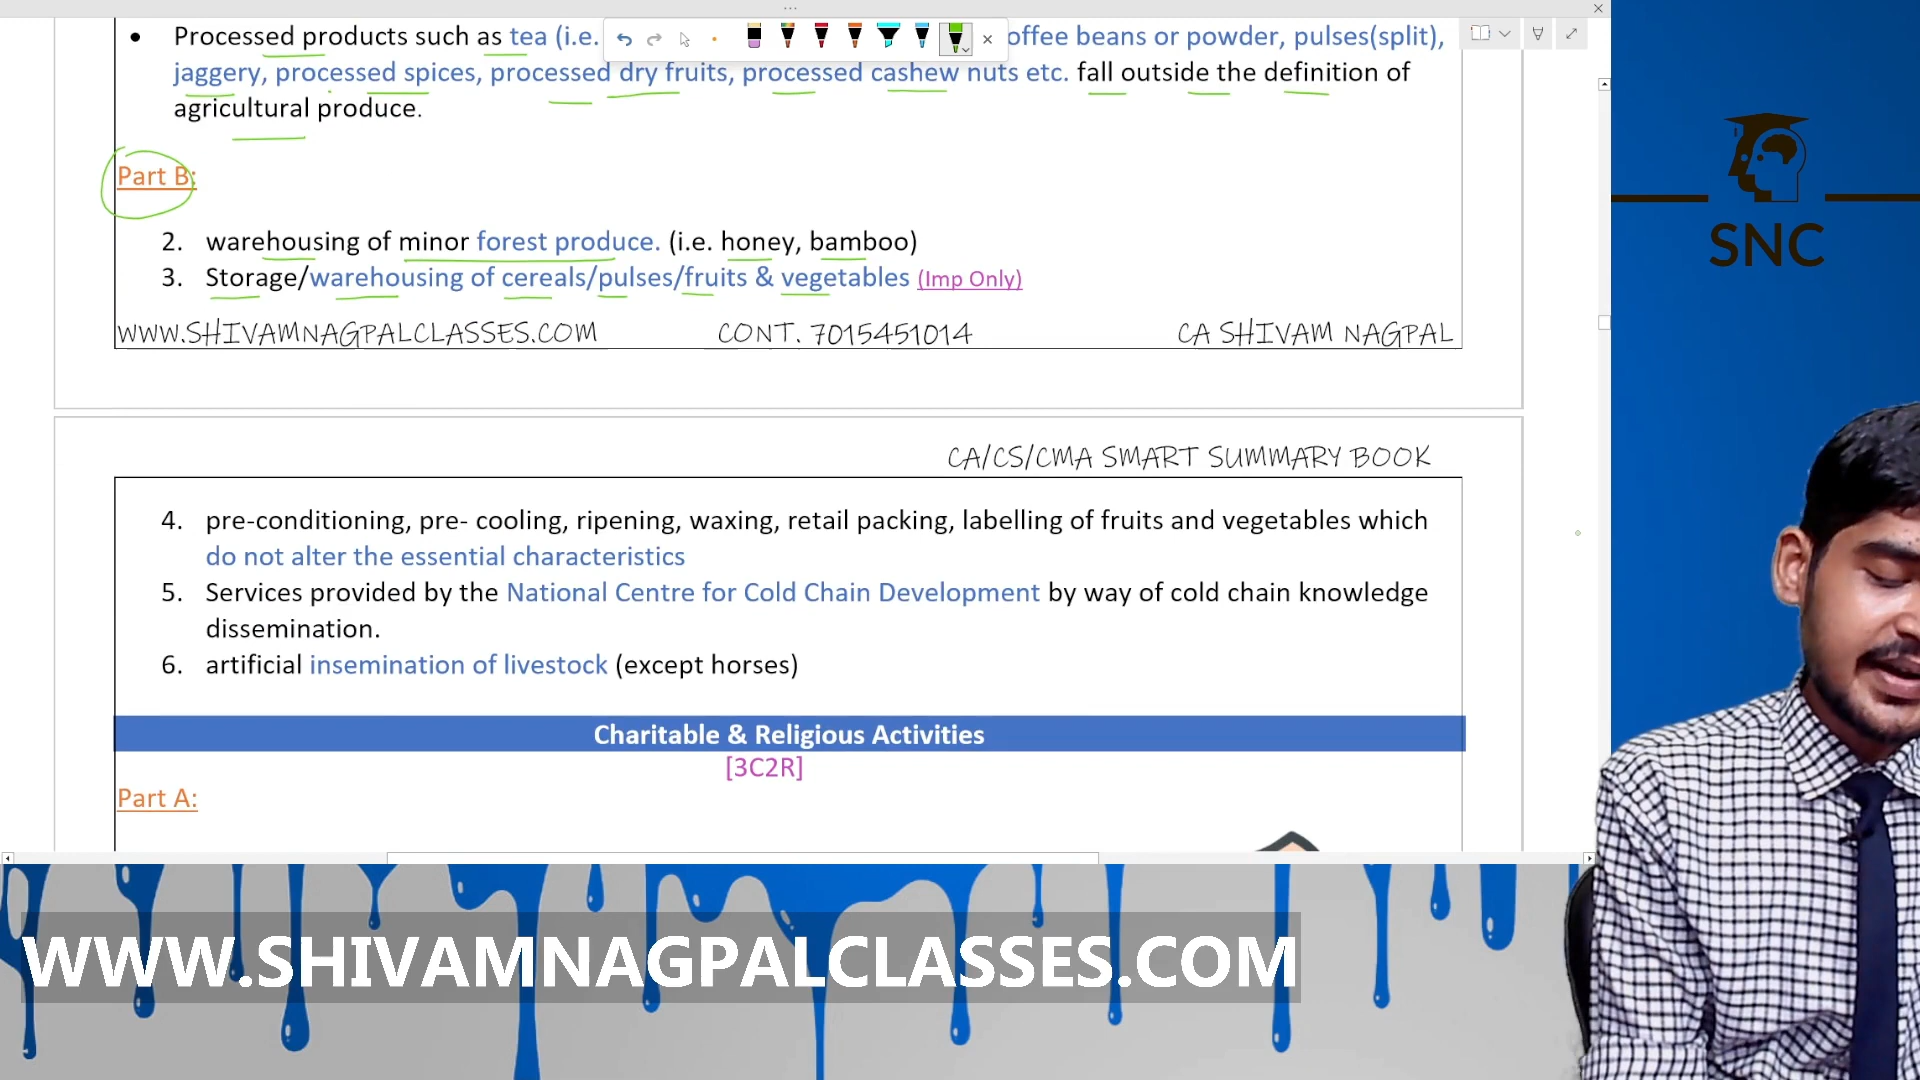 • Processed products such as tea (i.e. offee beans or powder, pulses(split),
jaggery, processed spices, processed dry fruits, processed cashew nuts etc. fall outside the definition of
agricultural produce.
Part B:
2. warehousing of minor forest produce. (i.e. honey, bamboo)
3. Storage/warehousing of cereals/pulses/fruits & vegetables (Imp Only)
WWW.SHIVAMNAGPALCLASSES.COM CONT. 7015451014 CA SHIVAM NAGPAL
CA/CS/CMA SMART SUMMARY BOOK
4. pre-conditioning, pre- cooling, ripening, waxing, retail packing, labelling of fruits and vegetables which
do not alter the essential characteristics
5. Services provided by the National Centre for Cold Chain Development by way of cold chain knowledge
dissemination.
6. artificial insemination of livestock (except horses)
Charitable & Religious Activities
[3C2R]
Part A:
SNC
WWW.SHIVAMNAGPALCLASSES.COM